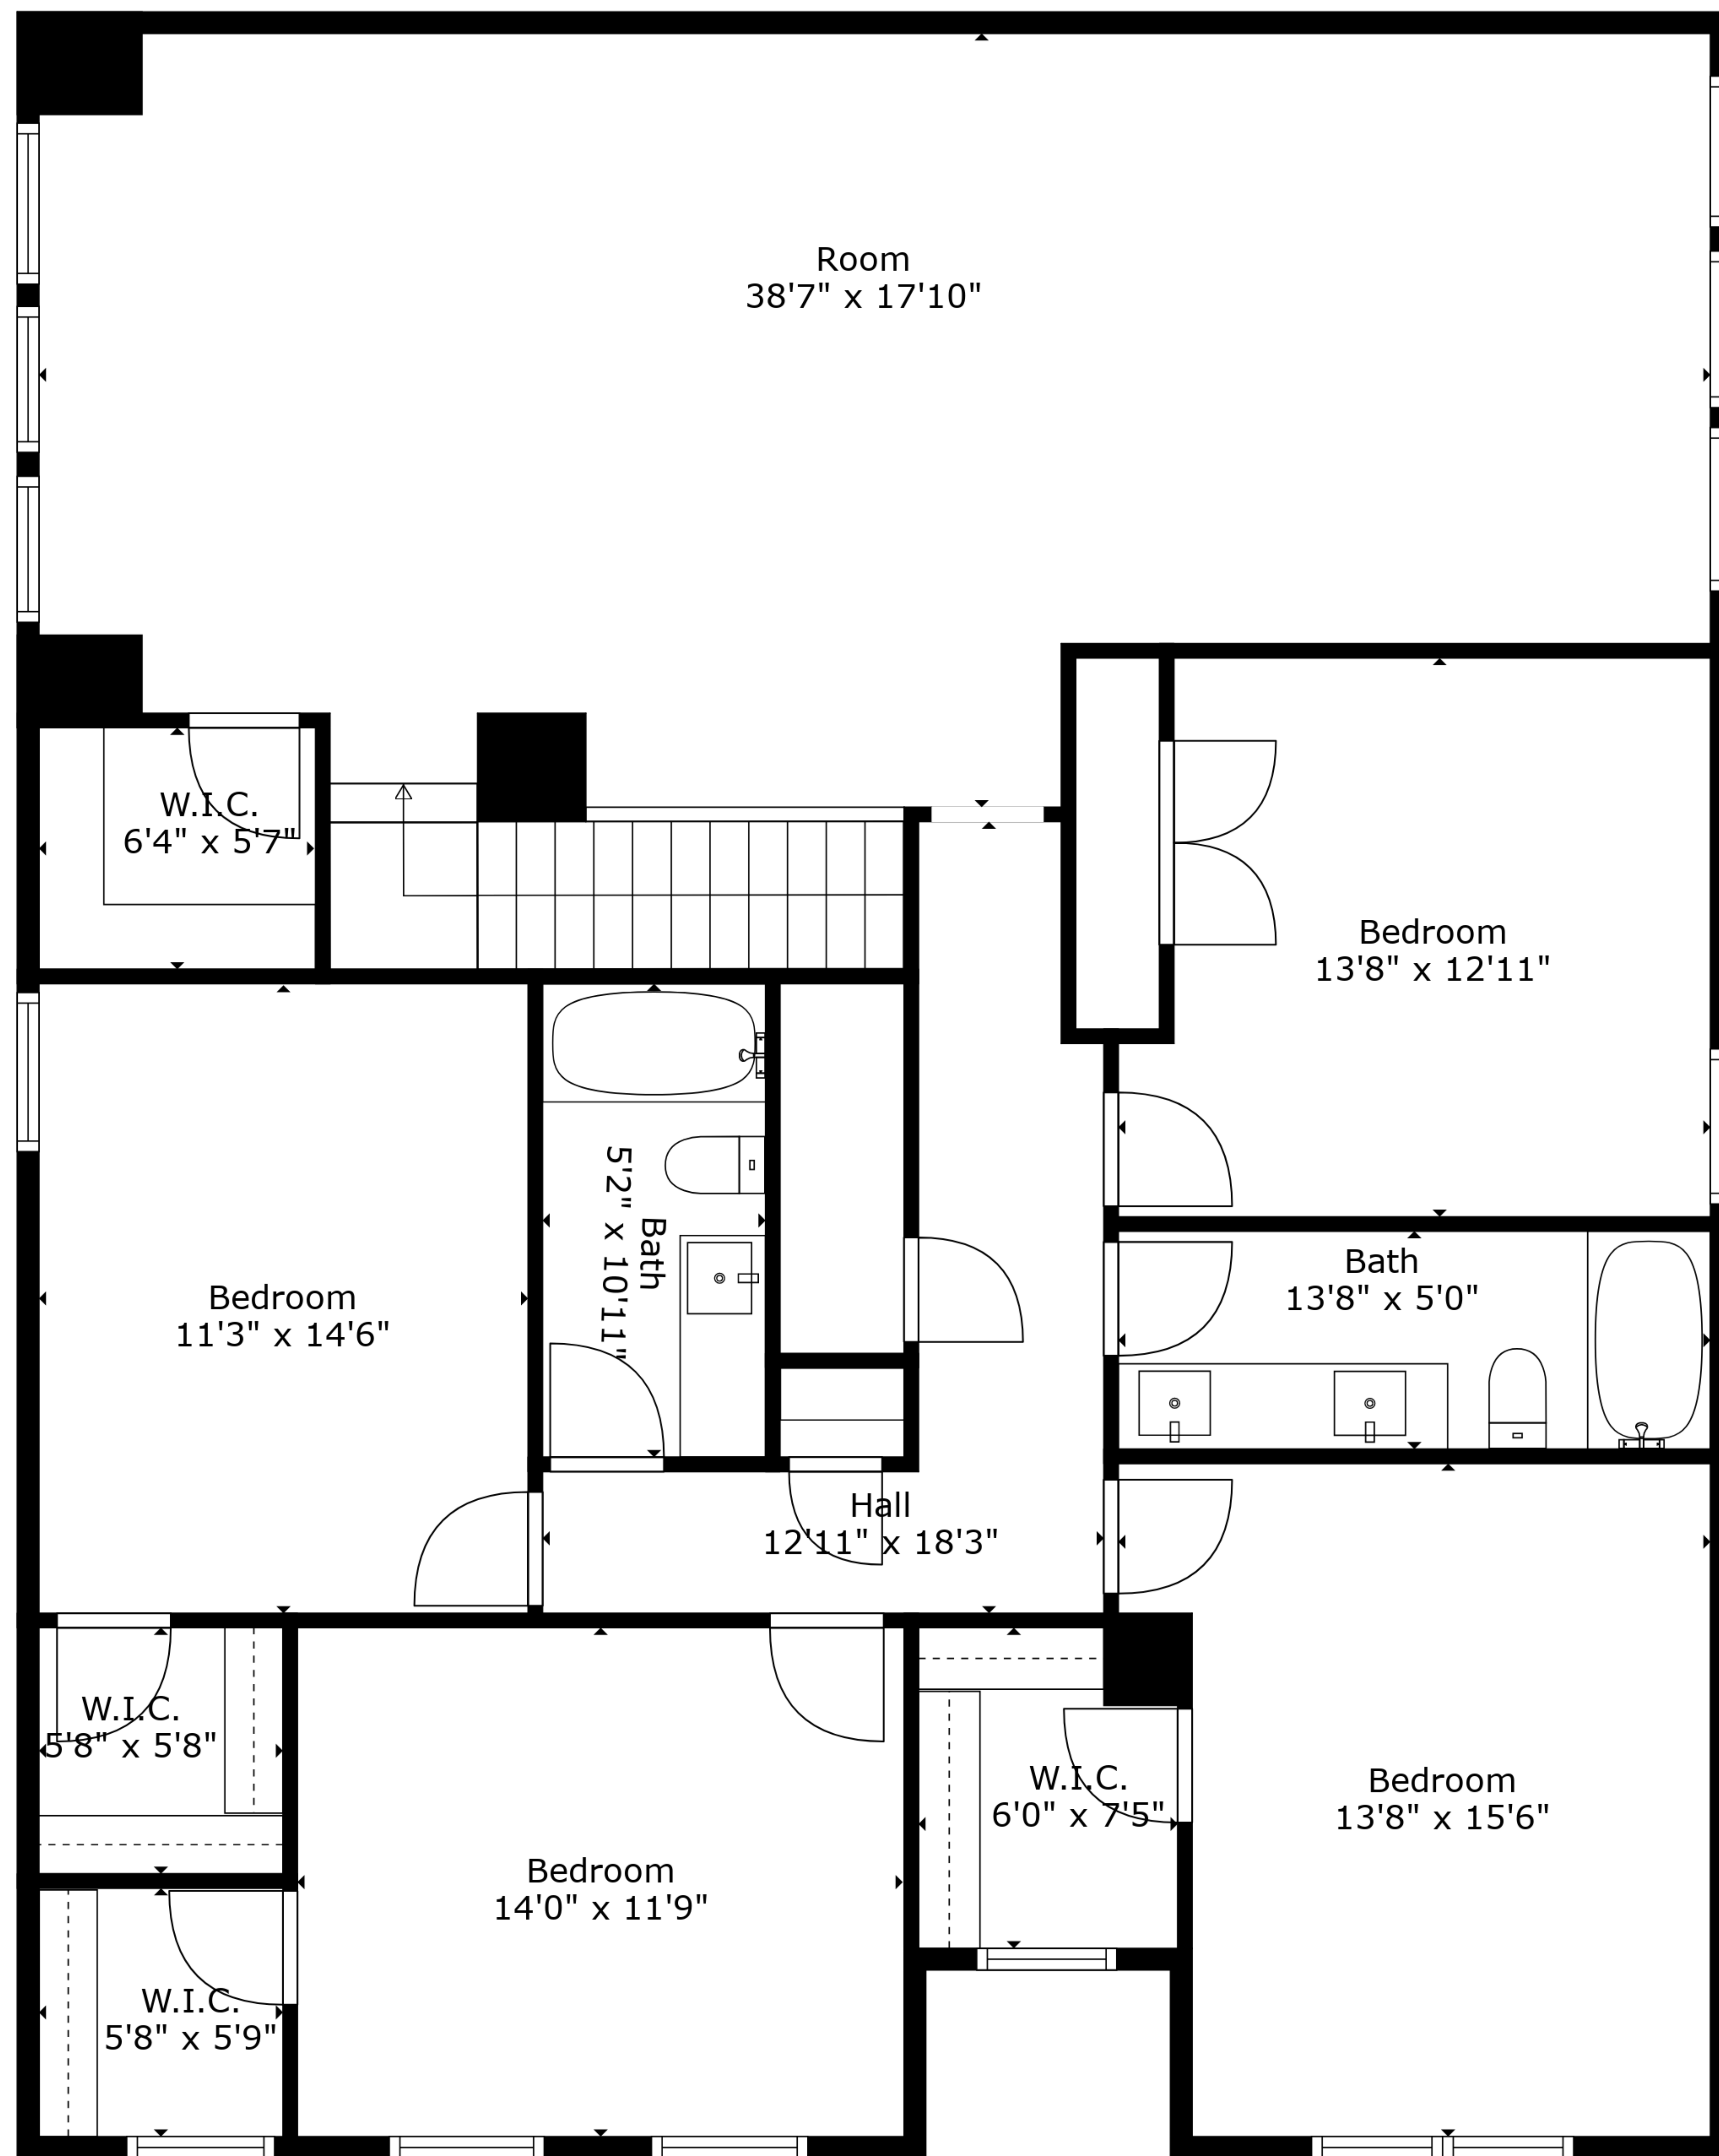 Room
38'7" x 17'10"
W.I.C.
6'4" x 5'7"
Bedroom
13'8" x 12'11"
Bath
5'2" x 10'11"
Bath
13'8" x 5'0"
Bedroom
11'3" x 14'6"
Hall
12'11" x 18'3"
W.I.C.
5'8" x 5'8"
W.I.C.
6'0" x 7'5"
Bedroom
13'8" x 15'6"
Bedroom
14'0" x 11'9"
W.I.C.
5'8" x 5'9"